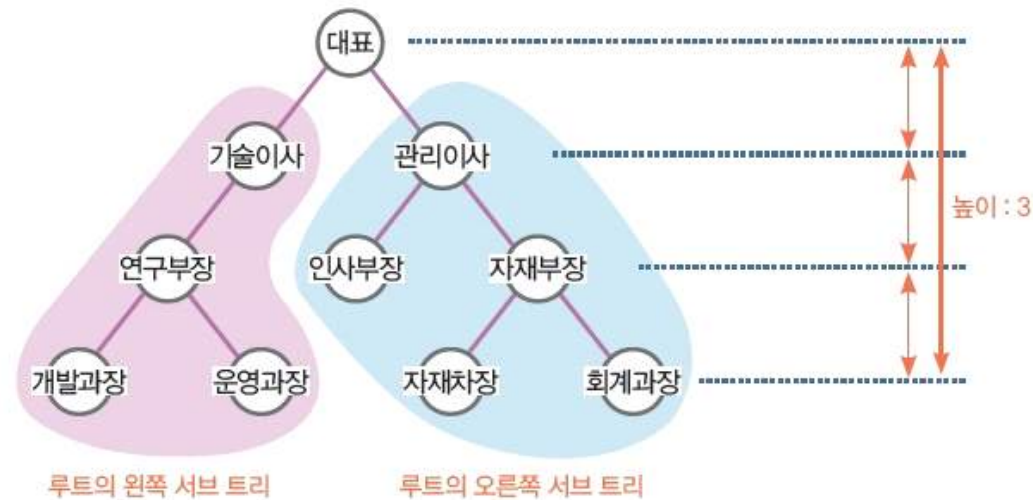 대표
기술이사
관리이사
높이 : 3
연구부장
인사부장
자재부장
개발과장
운영과장
자재차장
회계과장
루트의 왼쪽 서브 트리
루트의 오른쪽 서브 트리